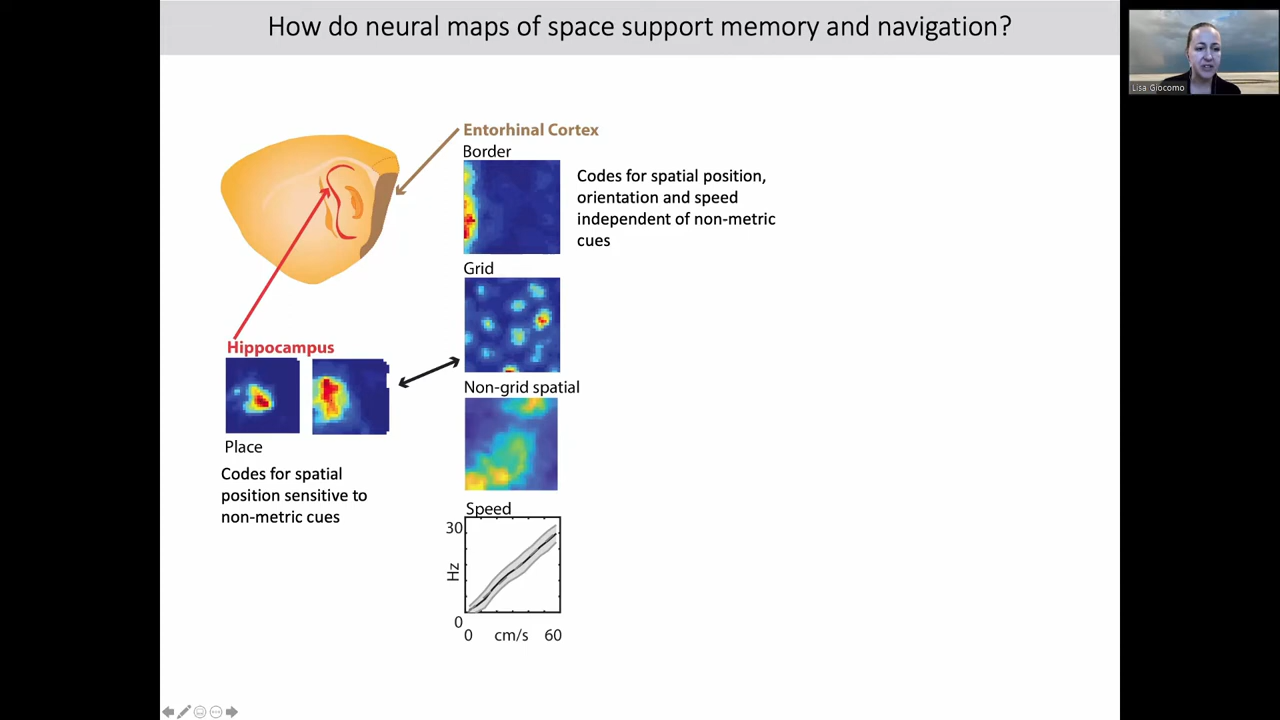 How do neural maps of space support memory and navigation?
Lisa Giocomo
Entorhinal Cortex
Border
Codes for spatial position,
orientation and speed
independent of non-metric
cues
Grid
Hippocampus
Non-grid spatial
Place
Codes for spatial
position sensitive to
non-metric cues
Speed
30
Hz
0
0 cm/s 60